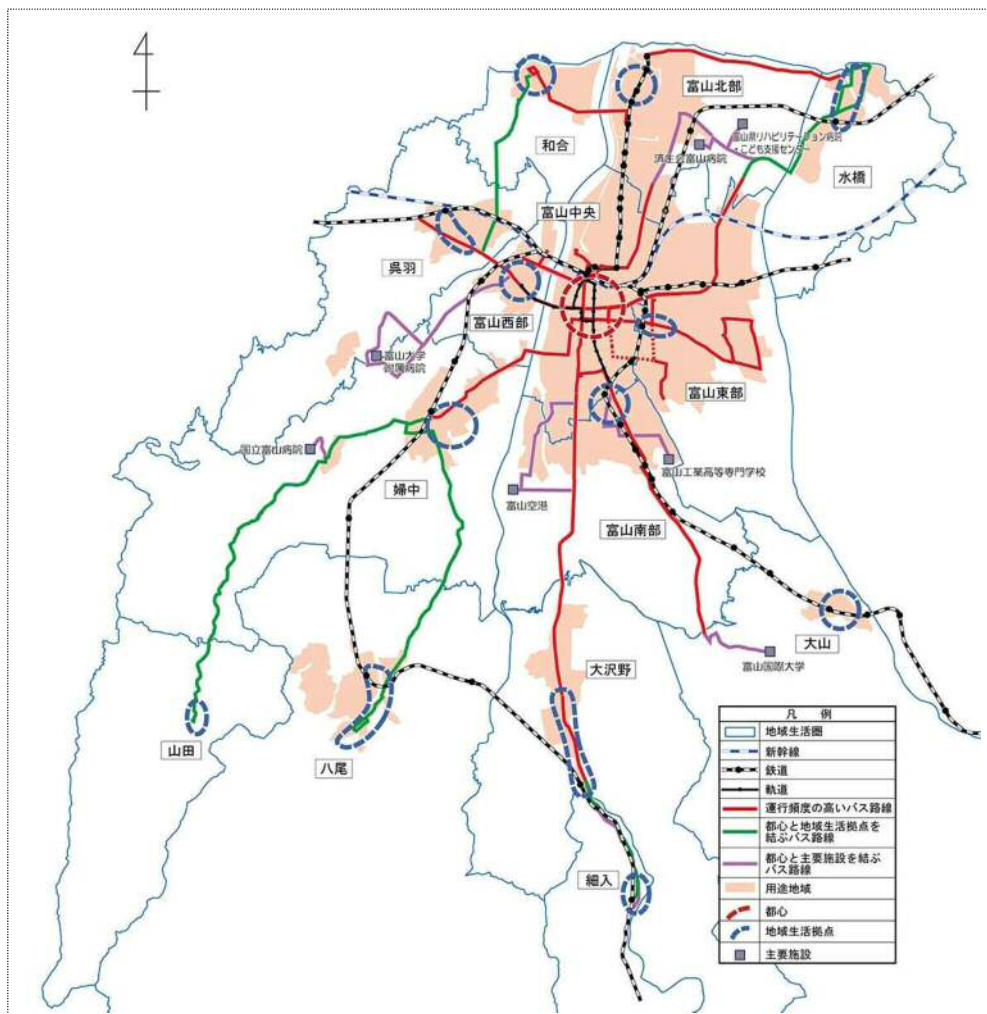 富山北部
富山県リハビリテーション病院
・こども支援センター
済生会富山病院
和合
水橋
富山中央
呉羽
富山西部
富山大学
附属病院
富山東部
国立富山病院
富山工業高等専門学校
婦中
富山空港
富山南部
大山
富山国際大学
大沢野
山田
八尾
細入
凡 例
地域生活圏
新幹線
鉄道
軌道
運行頻度の高いバス路線
都心と地域生活拠点を
結ぶバス路線
都心と主要施設を結ぶ
バス路線
用途地域
都心
地域生活拠点
主要施設